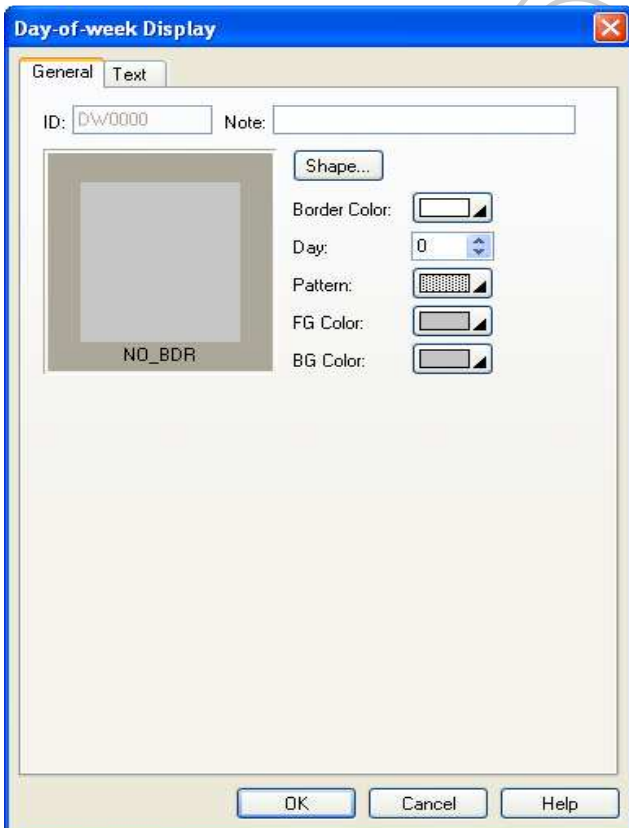 Day-of-week Display
General Text
ID: DW0000 Note:
Shape...
Border Color:
Day: 0
Pattern:
FG Color:
NO_BDR
BG Color:
OK Cancel Help